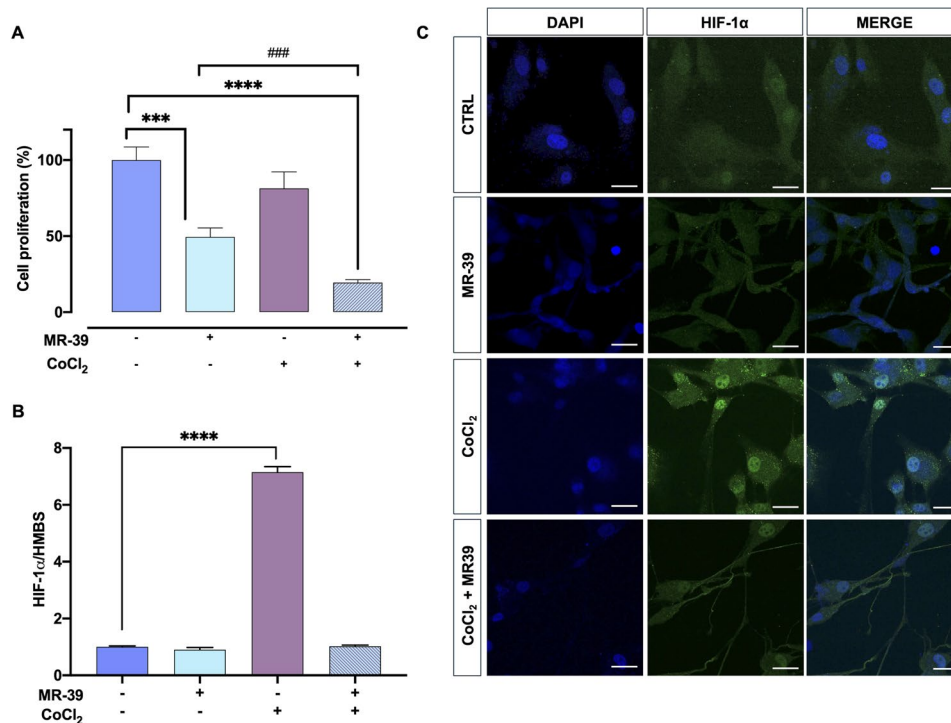 A
###
****
***
Cell proliferation (%)
100
50
0
MR-39 - + - +
CoCl₂ - - + +
B
****
HIF-1α/HMBS
8
6
4
2
0
MR-39 - + - +
CoCl₂ - - + +
C
DAPI HIF-1α MERGE
CTRL
MR-39
CoCl₂
CoCl₂ + MR39